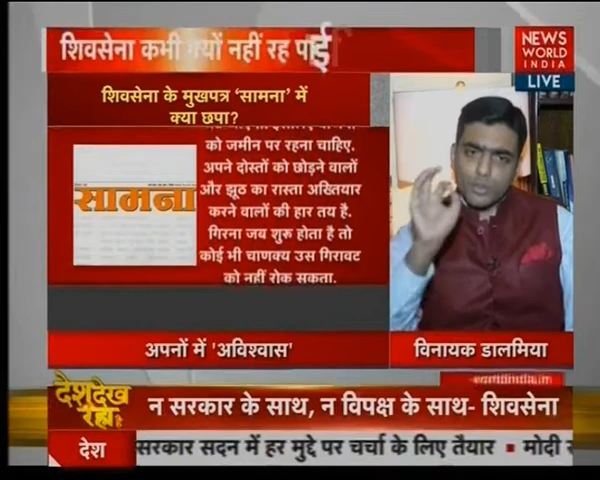 शिवसेना कभी क्यों नहीं रह पाई
NEWS
WORLD
INDIA
LIVE
शिवसेना के मुखपत्र ‘सामना’ में
क्या छपा?
सामना
को जमीन पर रहना चाहिए.
अपने दोस्तों को छोड़ने वालों
और झूठ का रास्ता अख्तियार
करने वालों की हार तय है.
गिरना जब शुरू होता है तो
कोई भी चाणक्य उस गिरावट
को नहीं रोक सकता.
अपनों में 'अविश्वास'
विनायक डालमिया
देश देख
रहा है
न सरकार के साथ, न विपक्ष के साथ- शिवसेना
देश
सरकार सदन में हर मुद्दे पर चर्चा के लिए तैयार ▪ मोदी